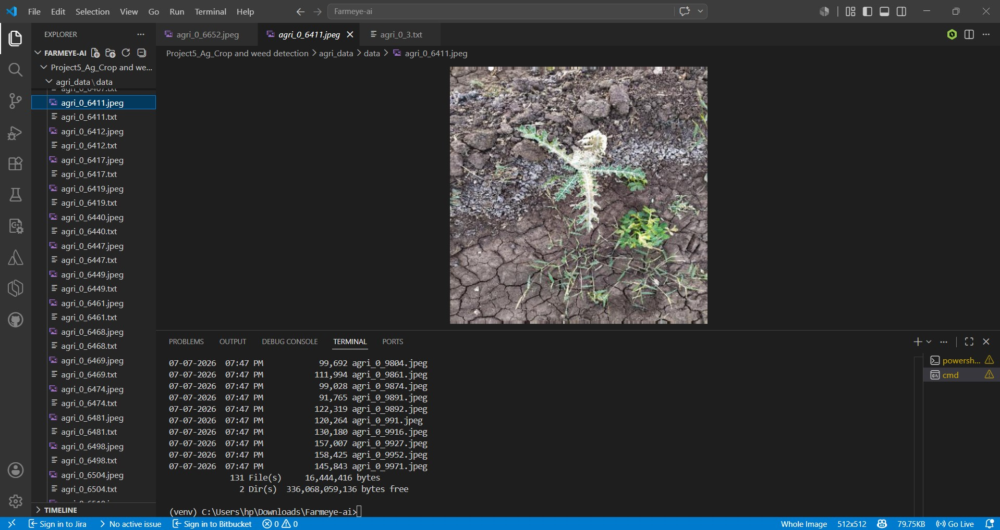 File Edit Selection View Go Run Terminal Help
Farmeye-ai
EXPLORER
FARMEYE-AI
Project5_Ag_Crop and we...
agri_data\data
agri_0_6407.txt
agri_0_6411.jpeg
agri_0_6411.txt
agri_0_6412.jpeg
agri_0_6412.txt
agri_0_6417.jpeg
agri_0_6417.txt
agri_0_6419.jpeg
agri_0_6419.txt
agri_0_6440.jpeg
agri_0_6440.txt
agri_0_6447.jpeg
agri_0_6447.txt
agri_0_6449.jpeg
agri_0_6449.txt
agri_0_6461.jpeg
agri_0_6461.txt
agri_0_6468.jpeg
agri_0_6468.txt
agri_0_6469.jpeg
agri_0_6469.txt
agri_0_6474.jpeg
agri_0_6474.txt
agri_0_6481.jpeg
agri_0_6481.txt
agri_0_6498.jpeg
agri_0_6498.txt
agri_0_6504.jpeg
agri_0_6504.txt
TIMELINE
agri_0_6652.jpeg agri_0_6411.jpeg agri_0_3.txt
Project5_Ag_Crop and weed detection > agri_data > data > agri_0_6411.jpeg
PROBLEMS OUTPUT DEBUG CONSOLE TERMINAL PORTS
07-07-2026 07:47 PM 99,692 agri_0_9804.jpeg
07-07-2026 07:47 PM 111,994 agri_0_9861.jpeg
07-07-2026 07:47 PM 99,028 agri_0_9874.jpeg
07-07-2026 07:47 PM 91,765 agri_0_9891.jpeg
07-07-2026 07:47 PM 122,319 agri_0_9892.jpeg
07-07-2026 07:47 PM 120,264 agri_0_991.jpeg
07-07-2026 07:47 PM 130,180 agri_0_9916.jpeg
07-07-2026 07:47 PM 157,007 agri_0_9927.jpeg
07-07-2026 07:47 PM 158,425 agri_0_9952.jpeg
07-07-2026 07:47 PM 145,843 agri_0_9971.jpeg
131 File(s) 16,444,416 bytes
2 Dir(s) 336,068,059,136 bytes free
(venv) C:\Users\hp\Downloads\Farmeye-ai>
powersh...
cmd
Sign in to Jira No active issue Sign in to Bitbucket 0 0 Whole Image 512x512 79.75KB Go Live